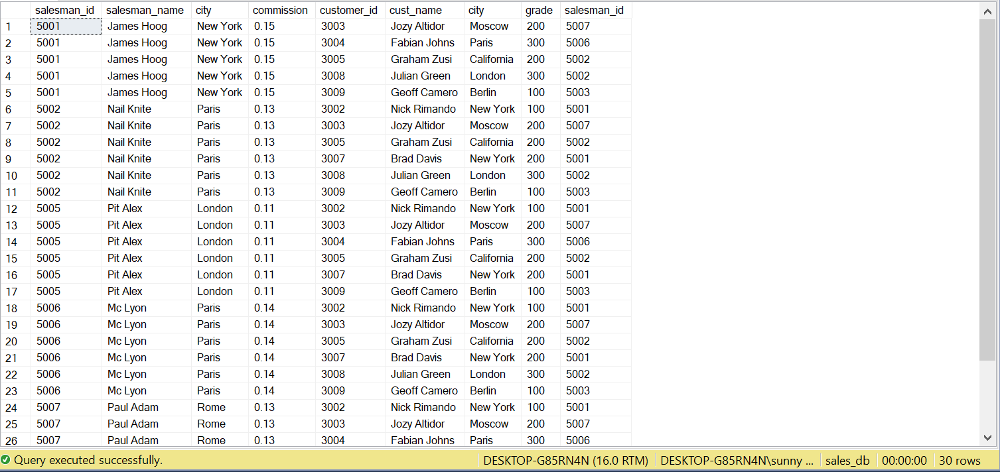 salesman_id salesman_name city commission customer_id cust_name city grade salesman_id
1 5001 James Hoog New York 0.15 3003 Jozy Altidor Moscow 200 5007
2 5001 James Hoog New York 0.15 3004 Fabian Johns Paris 300 5006
3 5001 James Hoog New York 0.15 3005 Graham Zusi California 200 5002
4 5001 James Hoog New York 0.15 3008 Julian Green London 300 5002
5 5001 James Hoog New York 0.15 3009 Geoff Camero Berlin 100 5003
6 5002 Nail Knite Paris 0.13 3002 Nick Rimando New York 100 5001
7 5002 Nail Knite Paris 0.13 3003 Jozy Altidor Moscow 200 5007
8 5002 Nail Knite Paris 0.13 3005 Graham Zusi California 200 5002
9 5002 Nail Knite Paris 0.13 3007 Brad Davis New York 200 5001
10 5002 Nail Knite Paris 0.13 3008 Julian Green London 300 5002
11 5002 Nail Knite Paris 0.13 3009 Geoff Camero Berlin 100 5003
12 5005 Pit Alex London 0.11 3002 Nick Rimando New York 100 5001
13 5005 Pit Alex London 0.11 3003 Jozy Altidor Moscow 200 5007
14 5005 Pit Alex London 0.11 3004 Fabian Johns Paris 300 5006
15 5005 Pit Alex London 0.11 3005 Graham Zusi California 200 5002
16 5005 Pit Alex London 0.11 3007 Brad Davis New York 200 5001
17 5005 Pit Alex London 0.11 3009 Geoff Camero Berlin 100 5003
18 5006 Mc Lyon Paris 0.14 3002 Nick Rimando New York 100 5001
19 5006 Mc Lyon Paris 0.14 3003 Jozy Altidor Moscow 200 5007
20 5006 Mc Lyon Paris 0.14 3005 Graham Zusi California 200 5002
21 5006 Mc Lyon Paris 0.14 3007 Brad Davis New York 200 5001
22 5006 Mc Lyon Paris 0.14 3008 Julian Green London 300 5002
23 5006 Mc Lyon Paris 0.14 3009 Geoff Camero Berlin 100 5003
24 5007 Paul Adam Rome 0.13 3002 Nick Rimando New York 100 5001
25 5007 Paul Adam Rome 0.13 3003 Jozy Altidor Moscow 200 5007
26 5007 Paul Adam Rome 0.13 3004 Fabian Johns Paris 300 5006
Query executed successfully. DESKTOP-G85RN4N (16.0 RTM) DESKTOP-G85RN4N\sunny ... sales_db 00:00:00 30 rows